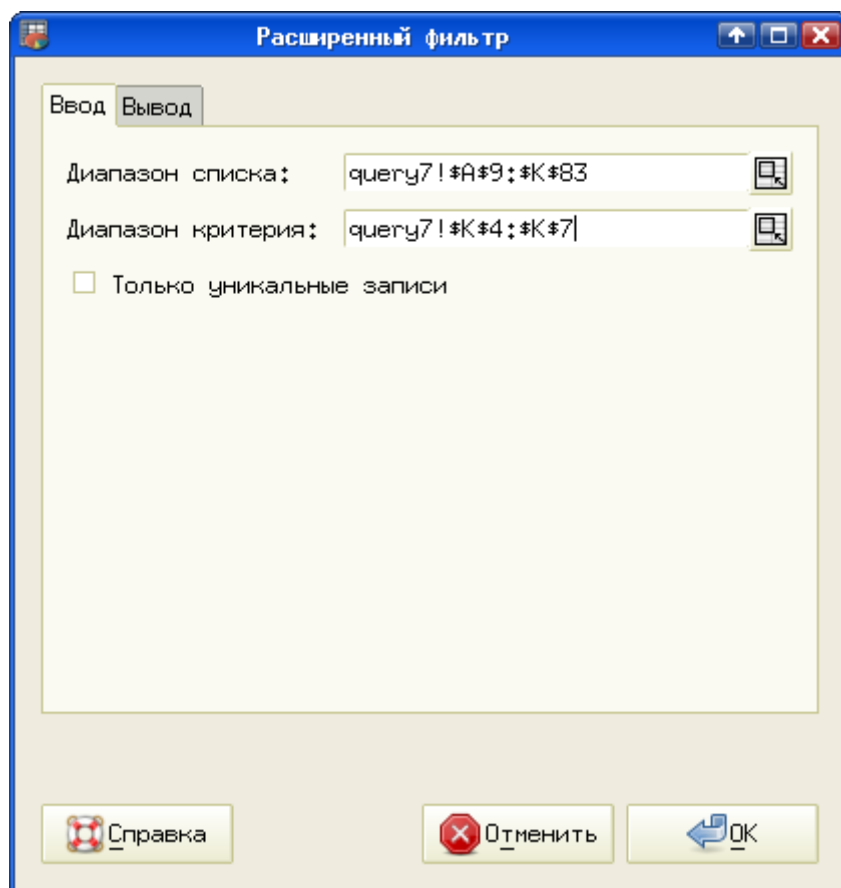 Расширенный фильтр
Ввод Вывод
Диапазон списка: query7!$A$9:$K$83
Диапазон критерия: query7!$K$4:$K$7
Только уникальные записи
Справка Отменить OK